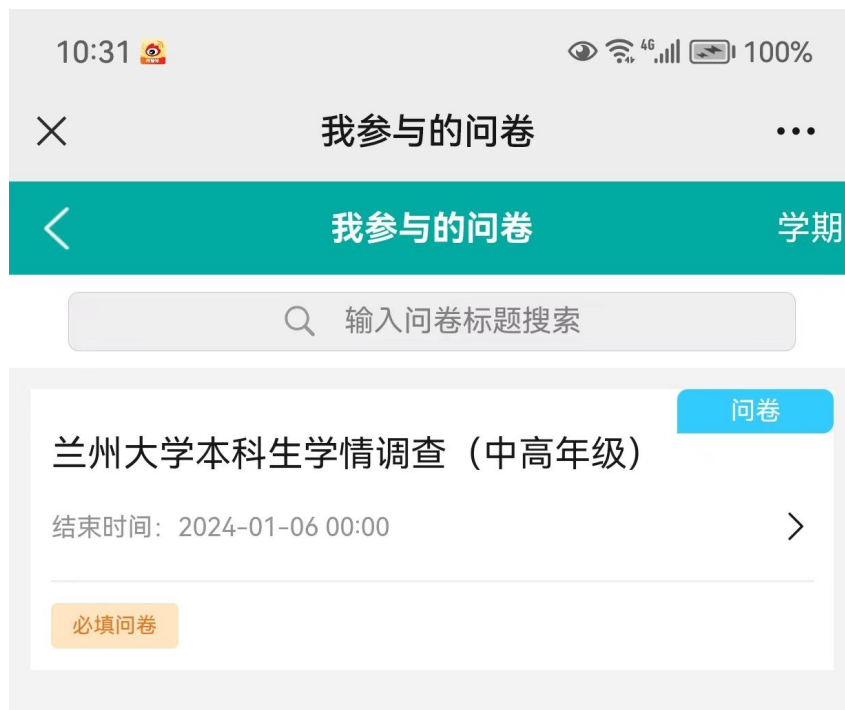 10:31 4G 100%
我参与的问卷
我参与的问卷 学期
输入问卷标题搜索
问卷
兰州大学本科生学情调查（中高年级）
结束时间：2024-01-06 00:00
必填问卷